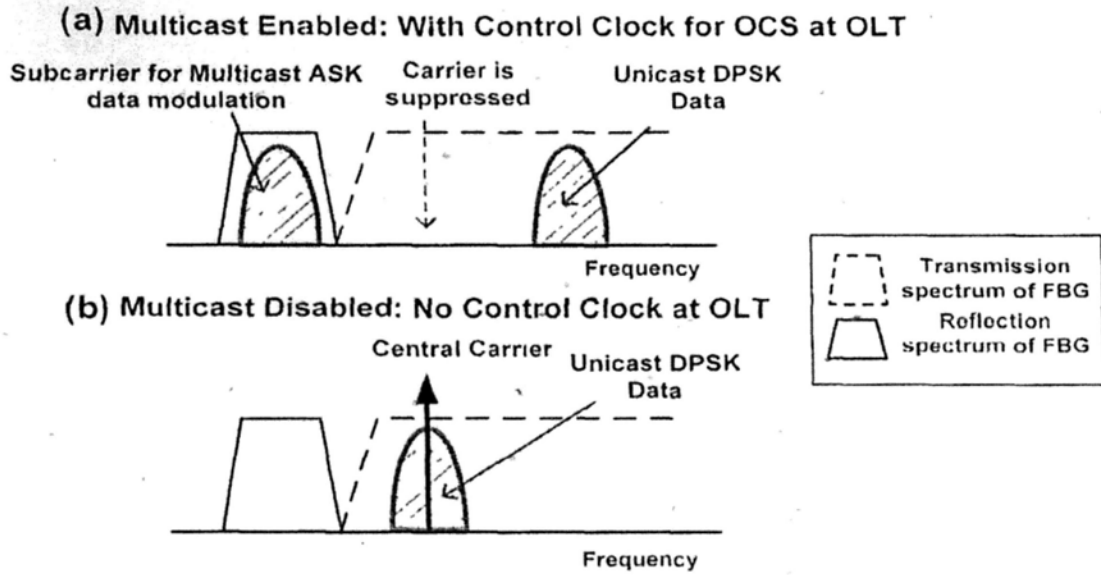 (a) Multicast Enabled: With Control Clock for OCS at OLT
Subcarrier for Multicast ASK
data modulation
Carrier is
suppressed
Unicast DPSK
Data
Frequency
Transmission
spectrum of FBG
Reflection
spectrum of FBG
(b) Multicast Disabled: No Control Clock at OLT
Central Carrier
Unicast DPSK
Data
Frequency